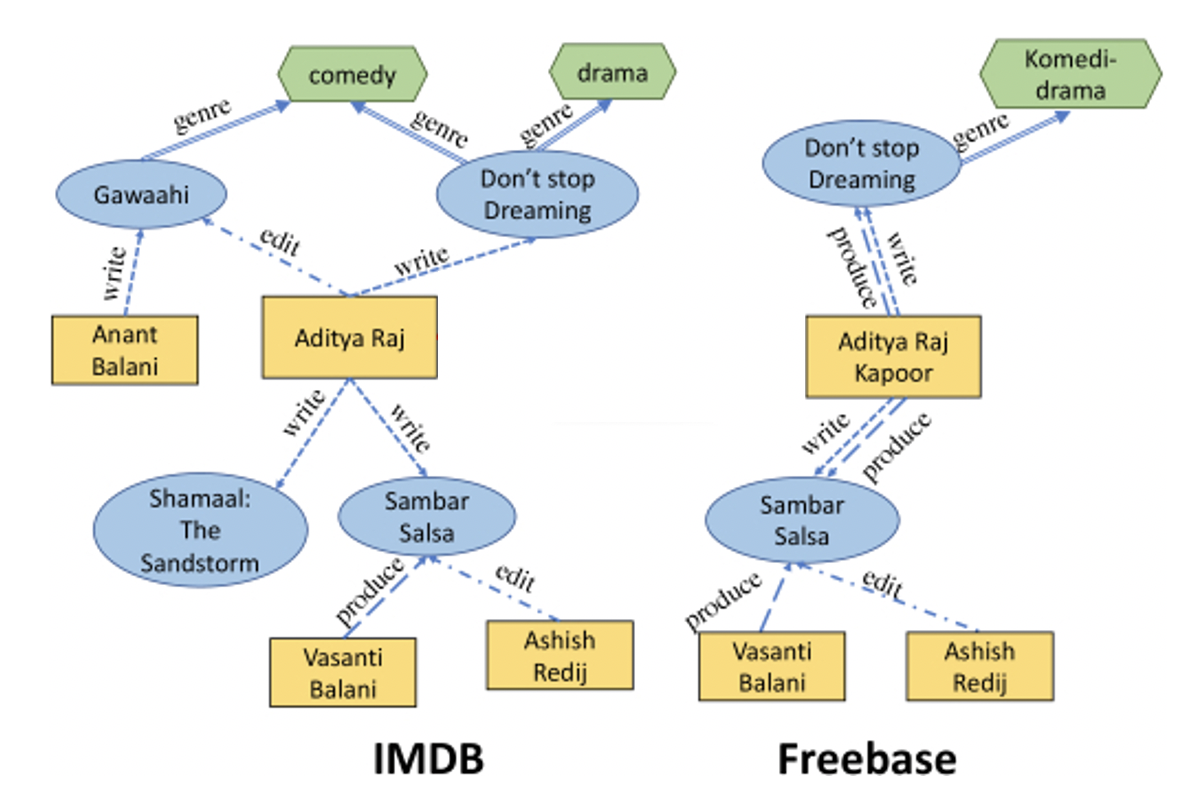 comedy
drama
genre
genre
genre
Gawaahi
Don't stop
Dreaming
write
edit
write
Anant
Balani
Aditya Raj
write
write
Shamaal:
The
Sandstorm
Sambar
Salsa
produce
edit
Vasanti
Balani
Ashish
Redij
IMDB
Komedi-
drama
genre
Don't stop
Dreaming
produce
write
Aditya Raj
Kapoor
write
produce
Sambar
Salsa
produce
edit
Vasanti
Balani
Ashish
Redij
Freebase